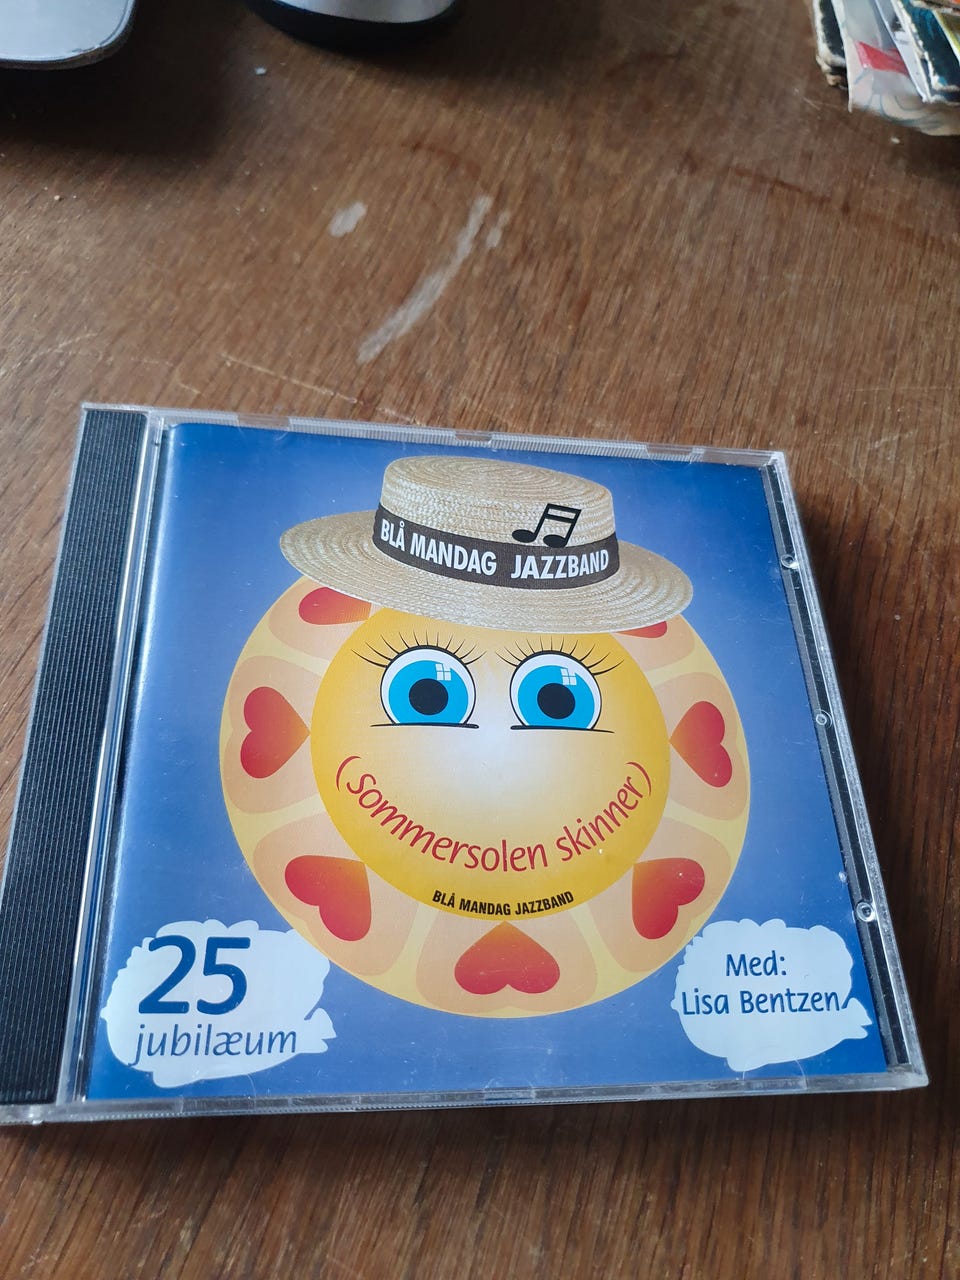 BLÅ MANDAG JAZZBAND
(sommersolen skinner)
BLÅ MANDAG JAZZBAND
25
jubilæum
Med:
Lisa Bentzen